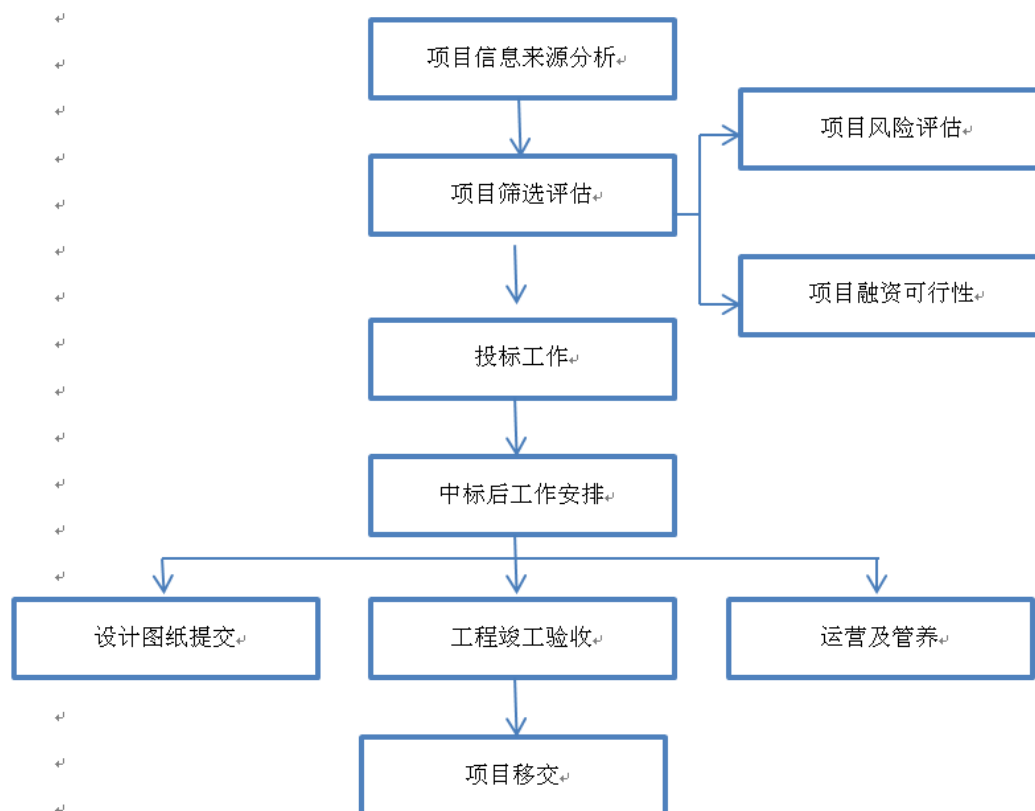 项目信息来源分析
项目风险评估
项目筛选评估
项目融资可行性
投标工作
中标后工作安排
设计图纸提交
工程竣工验收
运营及管养
项目移交